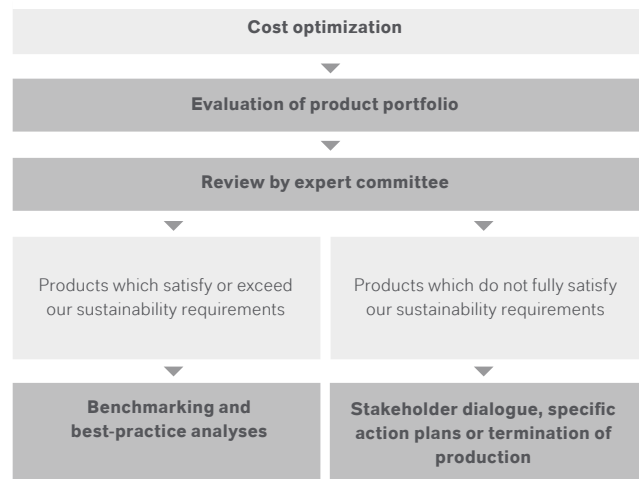 Cost optimization
Evaluation of product portfolio
Review by expert committee
Products which satisfy or exceed
our sustainability requirements
Products which do not fully satisfy
our sustainability requirements
Benchmarking and
best-practice analyses
Stakeholder dialogue, specific
action plans or termination of
production